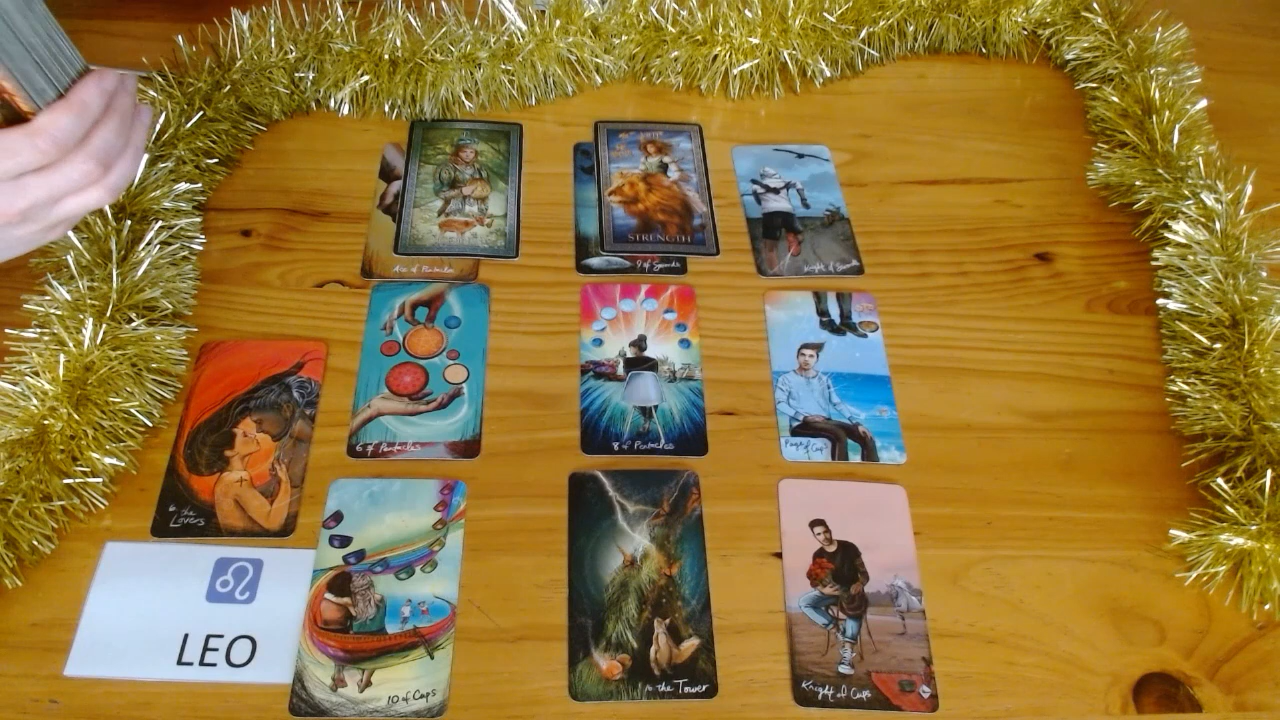 Ace of Pentacles
STRENGTH
9 of Swords
Knight of Swords
6 of Pentacles
8 of Pentacles
Page of Cups
6 the
Lovers
LEO
10 of Cups
the Tower
Knight of Cups